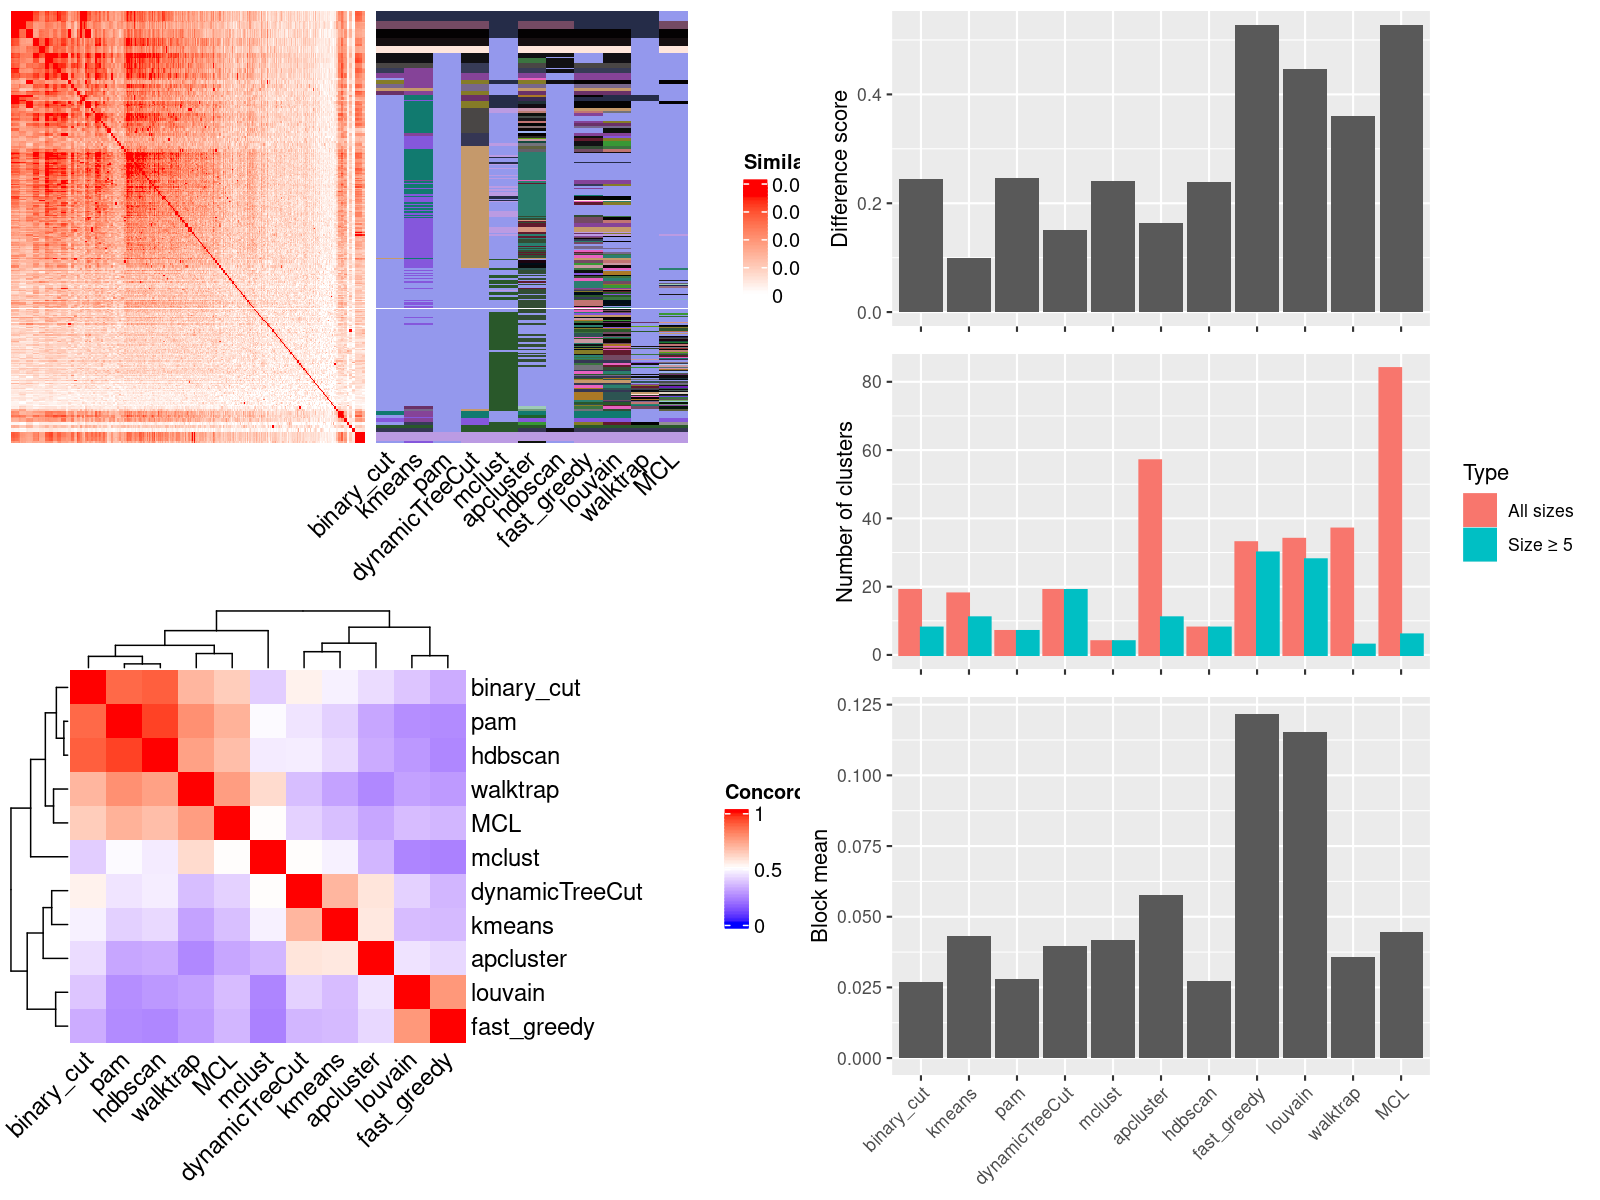 binary_cut
kmeans
pam
dynamicTreeCut
mclust
apcluster
hdbscan
fast_greedy
louvain
walktrap
MCL
Simila
0.0
0.0
0.0
0.0
0
binary_cut
pam
hdbscan
walktrap
MCL
mclust
dynamicTreeCut
kmeans
apcluster
louvain
fast_greedy
binary_cut
pam
hdbscan
walktrap
MCL
mclust
dynamicTreeCut
kmeans
apcluster
louvain
fast_greedy
Concord
1
0.5
0
Difference score
0.4
0.2
0.0
Number of clusters
80
60
40
20
0
Type
All sizes
Size ≥ 5
Block mean
0.125
0.100
0.075
0.050
0.025
0.000
binary_cut
kmeans
pam
dynamicTreeCut
mclust
apcluster
hdbscan
fast_greedy
louvain
walktrap
MCL